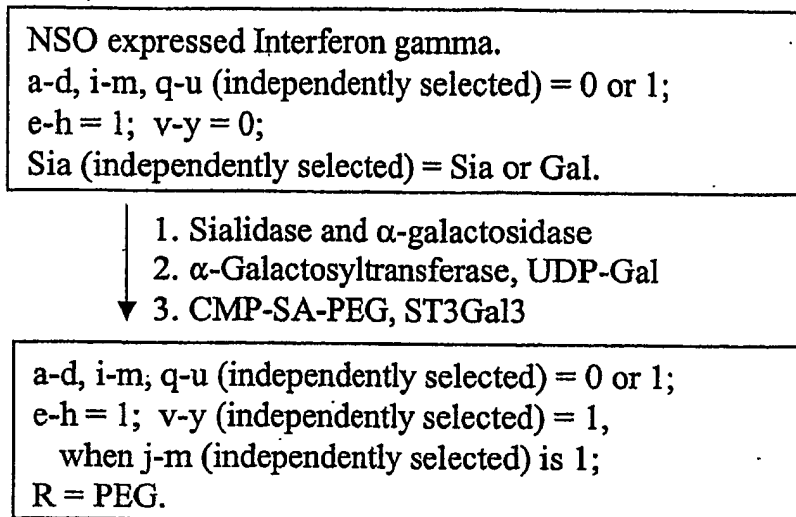 NSO expressed Interferon gamma.
a-d, i-m, q-u (independently selected) = 0 or 1;
e-h = 1; v-y = 0;
Sia (independently selected) = Sia or Gal.
1. Sialidase and α-galactosidase
2. α-Galactosyltransferase, UDP-Gal
3. CMP-SA-PEG, ST3Gal3
a-d, i-m, q-u (independently selected) = 0 or 1;
e-h = 1; v-y (independently selected) = 1,
when j-m (independently selected) is 1;
R = PEG.